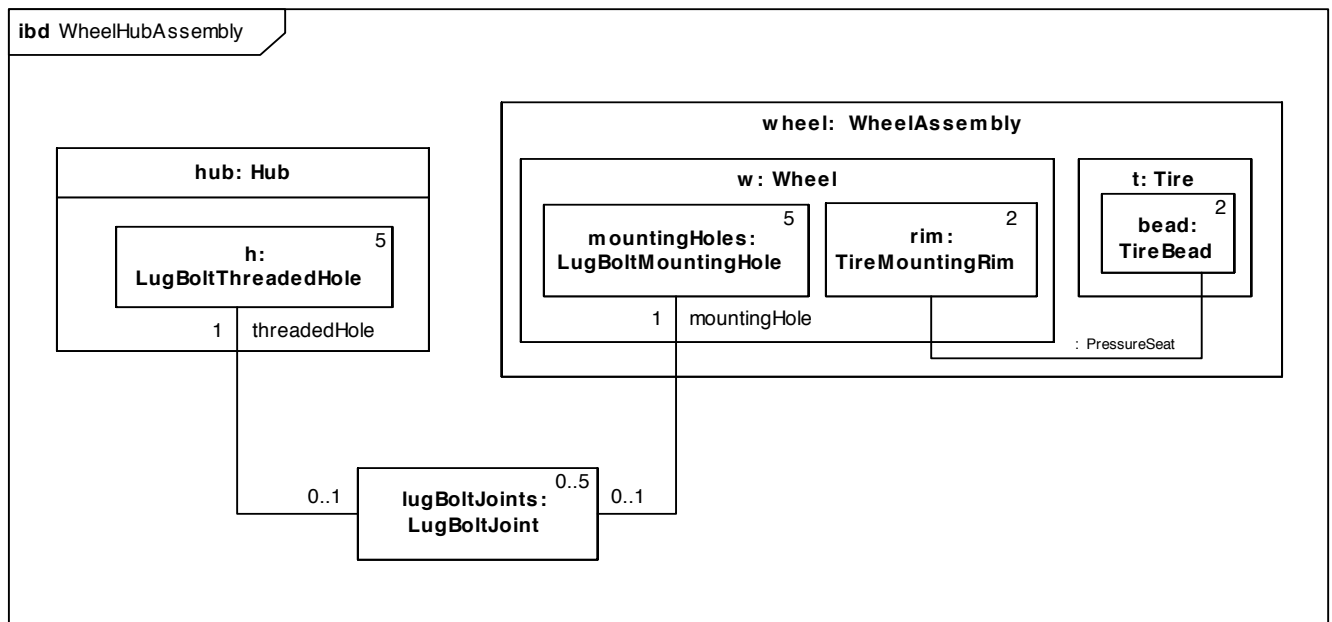 ibd WheelHubAssembly
wheel: WheelAssembly
hub: Hub
w: Wheel
t: Tire
5
h:
LugBoltThreadedHole
5
mountingHoles:
LugBoltMountingHole
2
rim:
TireMountingRim
2
bead:
TireBead
1 threadedHole
1 mountingHole
: PressureSeat
0..1
0..5
lugBoltJoints:
LugBoltJoint
0..1